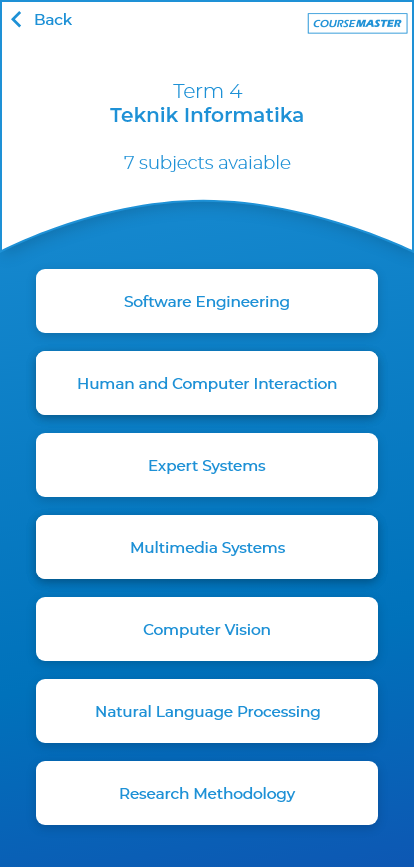 Back
COURSEMASTER
Term 4
Teknik Informatika
7 subjects avaiable
Software Engineering
Human and Computer Interaction
Expert Systems
Multimedia Systems
Computer Vision
Natural Language Processing
Research Methodology